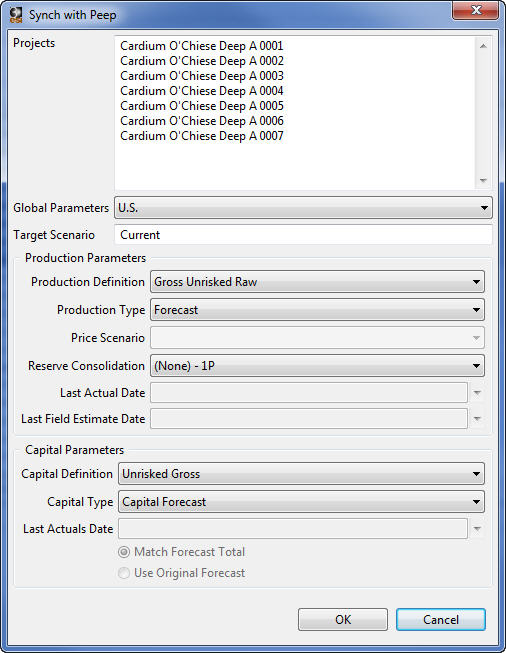 Synch with Peep
Projects
Cardium O'Chiese Deep A 0001
Cardium O'Chiese Deep A 0002
Cardium O'Chiese Deep A 0003
Cardium O'Chiese Deep A 0004
Cardium O'Chiese Deep A 0005
Cardium O'Chiese Deep A 0006
Cardium O'Chiese Deep A 0007
Global Parameters U.S.
Target Scenario Current
Production Parameters
Production Definition Gross Unrisked Raw
Production Type Forecast
Price Scenario
Reserve Consolidation (None) - 1P
Last Actual Date
Last Field Estimate Date
Capital Parameters
Capital Definition Unrisked Gross
Capital Type Capital Forecast
Last Actuals Date
Match Forecast Total
Use Original Forecast
OK Cancel